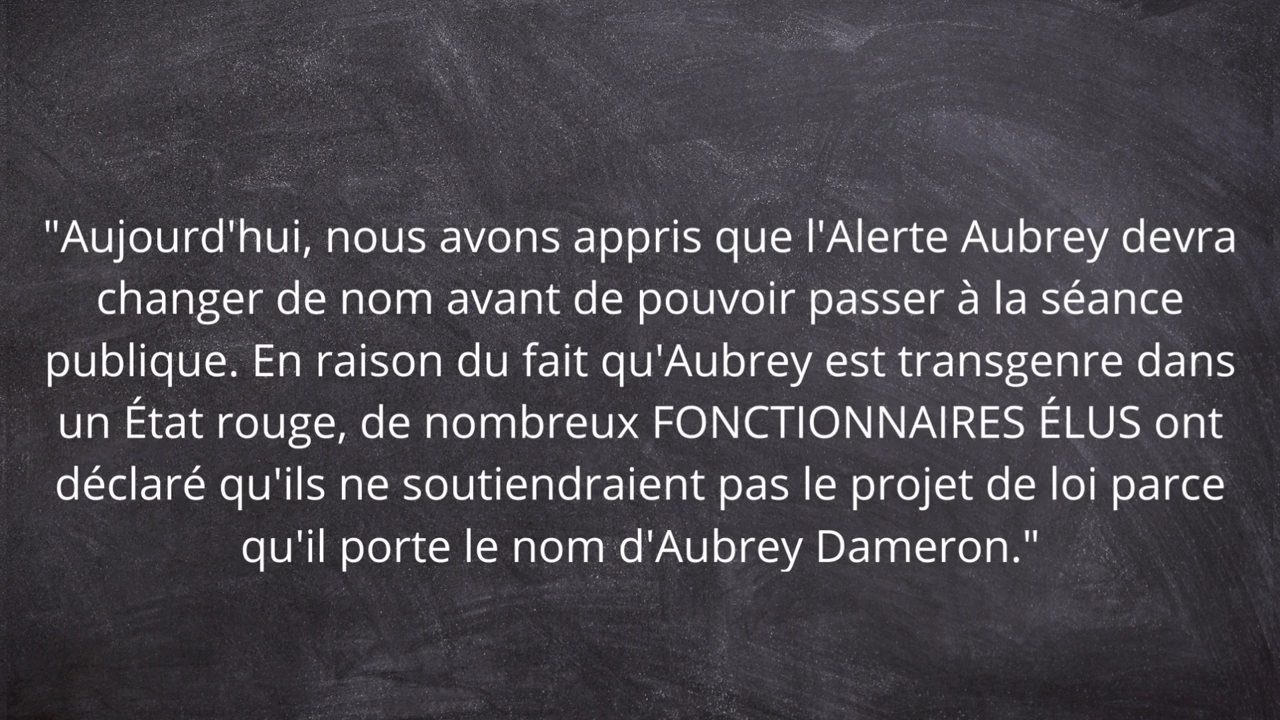 "Aujourd'hui, nous avons appris que l'Alerte Aubrey devra
changer de nom avant de pouvoir passer à la séance
publique. En raison du fait qu'Aubrey est transgenre dans
un État rouge, de nombreux FONCTIONNAIRES ÉLUS ont
déclaré qu'ils ne soutiendraient pas le projet de loi parce
qu'il porte le nom d'Aubrey Dameron."